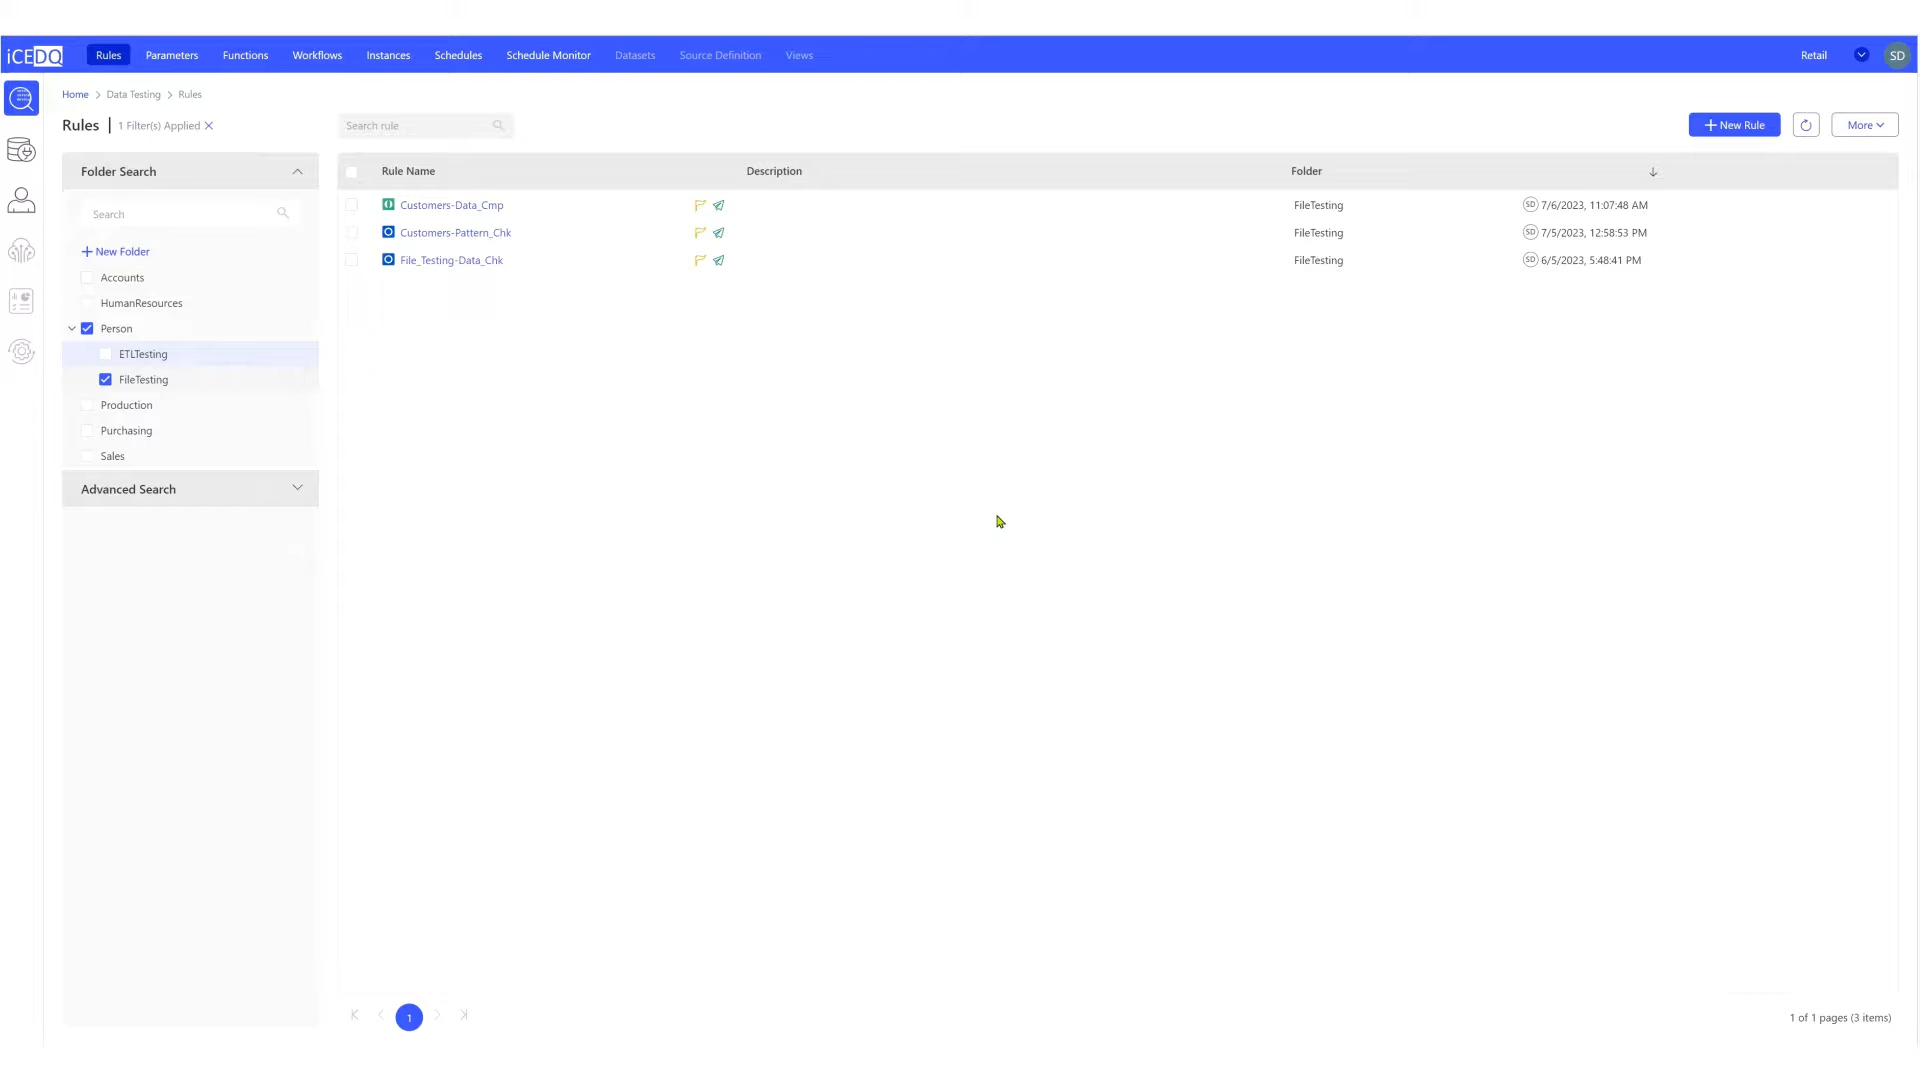 iCEDQ Rules Parameters Functions Workflows Instances Schedules Schedule Monitor Datasets Source Definition Views Retail SD
Home Data Testing Rules
Rules 1 Filter(s) Applied
Search rule
New Rule
More
Folder Search
Search
New Folder
Accounts
HumanResources
Person
ETLTesting
FileTesting
Production
Purchasing
Sales
Advanced Search
Rule Name Description Folder
Customers-Data_Cmp FileTesting SD 7/6/2023, 11:07:48 AM
Customers-Pattern_Chk FileTesting SD 7/5/2023, 12:58:53 PM
File_Testing-Data_Chk FileTesting SD 6/5/2023, 5:48:41 PM
1
1 of 1 pages (3 items)